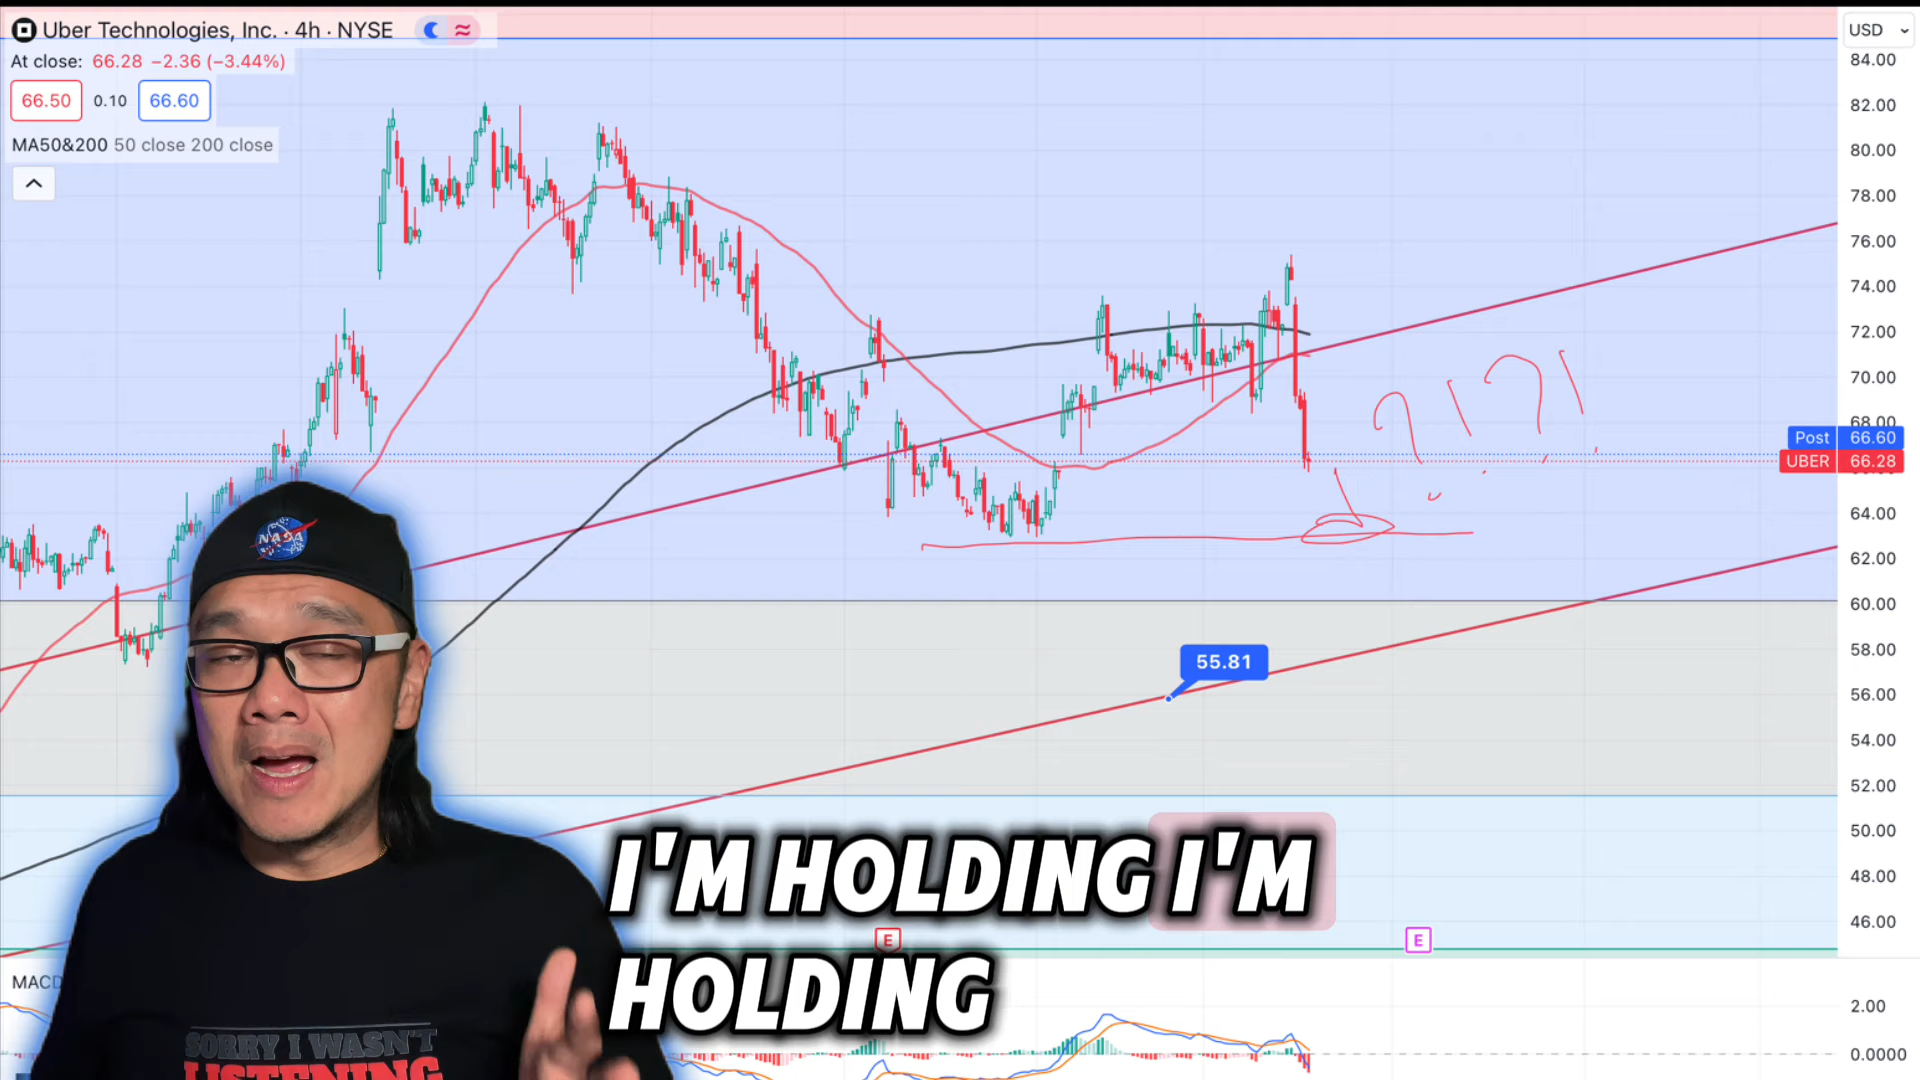 Uber Technologies, Inc. · 4h · NYSE
USD
At close: 66.28 −2.36 (−3.44%)
66.50 0.10 66.60
MA50&200 50 close 200 close
84.00
82.00
80.00
78.00
76.00
74.00
72.00
70.00
68.00
Post 66.60
UBER 66.28
64.00
62.00
60.00
58.00
56.00
54.00
52.00
50.00
48.00
46.00
?!?!
55.81
NASA
I'M HOLDING I'M
HOLDING
E
E
MACD
2.00
0.0000
SORRY I WASN'T
LISTENING